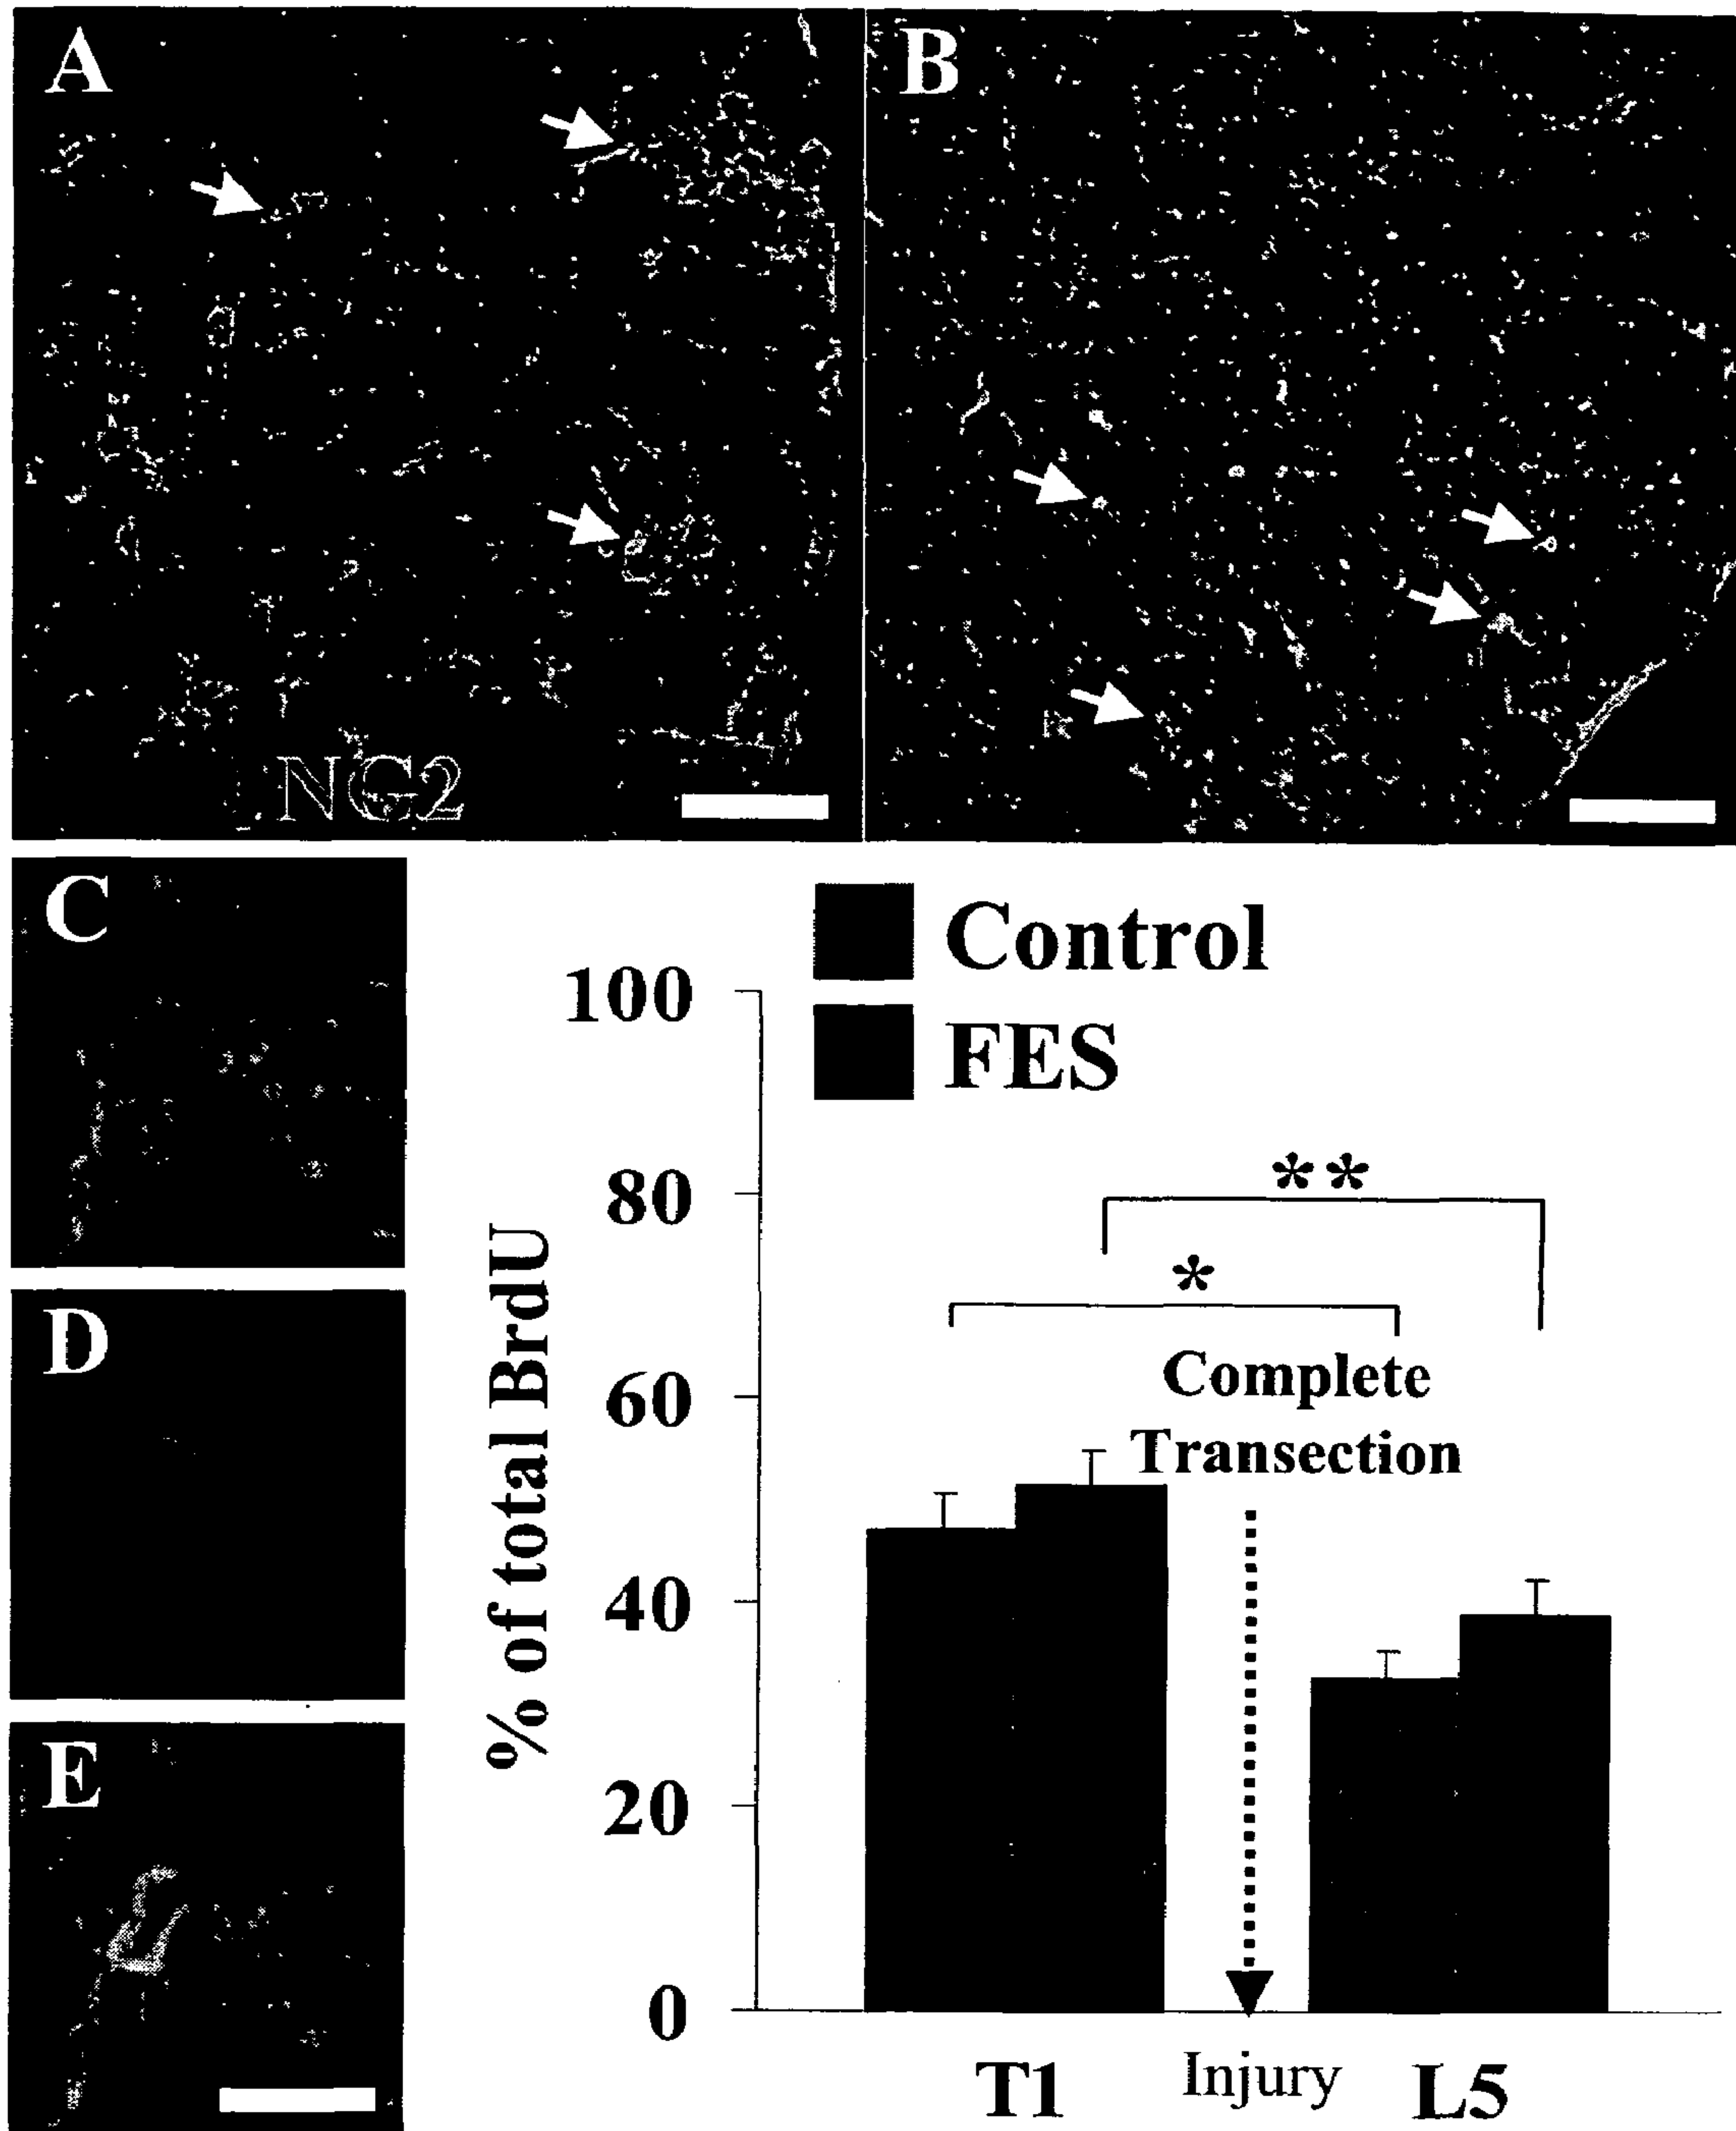 A
B
NG2
C
D
E
Control
FES
% of total BrdU
100
80
60
40
20
0
**
*
Complete
Transection
T1
Injury
L5